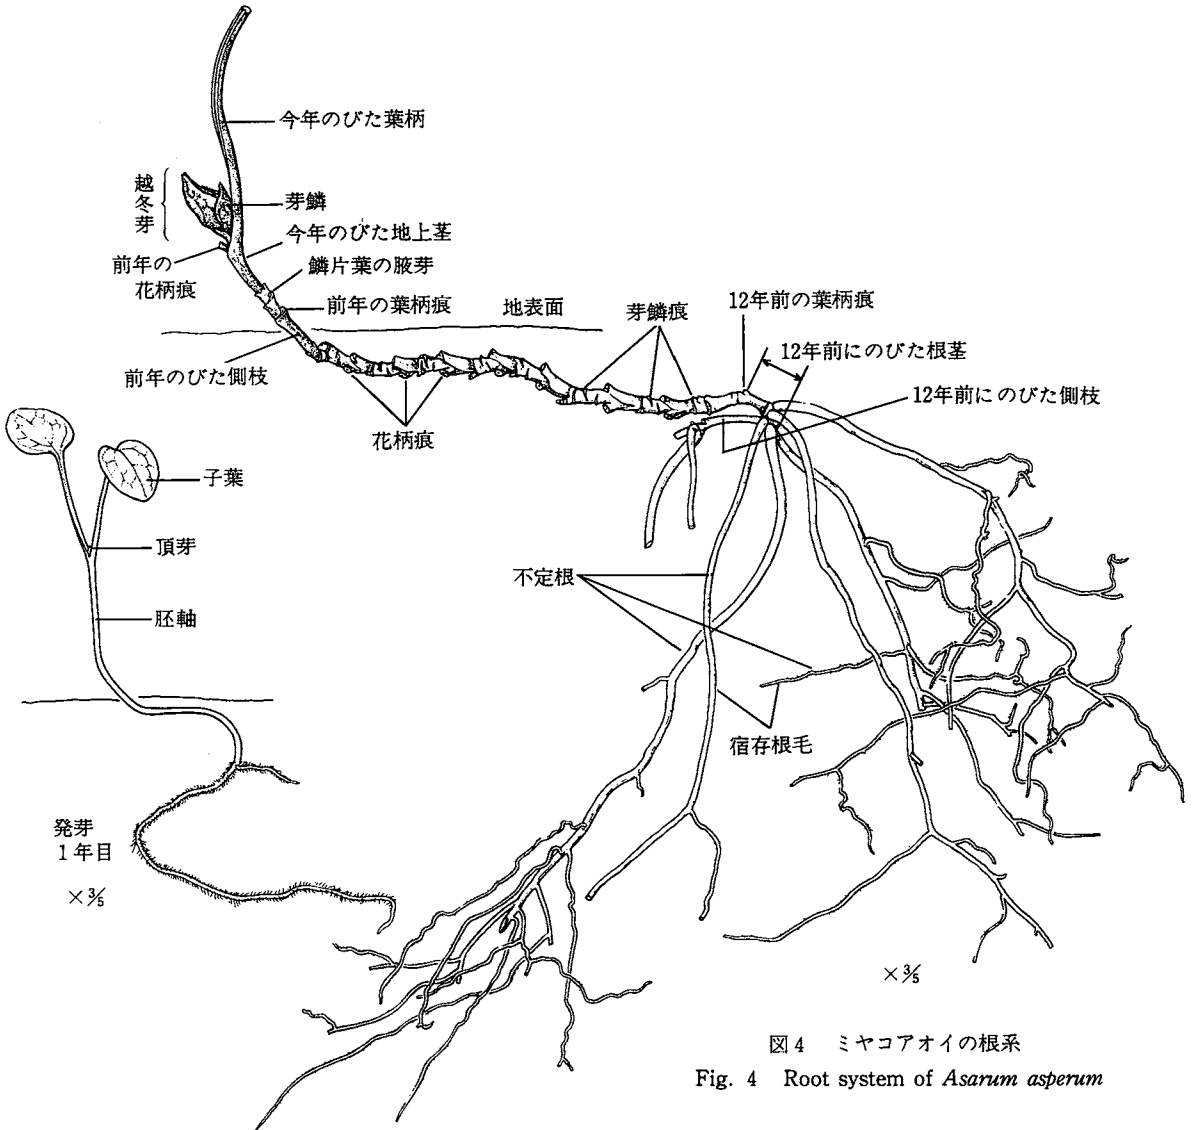 今年のびた葉柄
越冬芽
芽鱗
今年のびた地上茎
前年の
花柄痕
鱗片葉の腋芽
前年の葉柄痕
地表面
芽鱗痕
12年前の葉柄痕
12年前にのびた根茎
前年のびた側枝
12年前にのびた側枝
花柄痕
子葉
頂芽
胚軸
不定根
宿存根毛
発芽
1年目
×3/5
×3/5
図4 ミヤコアオイの根系
Fig. 4 Root system of Asarum asperum